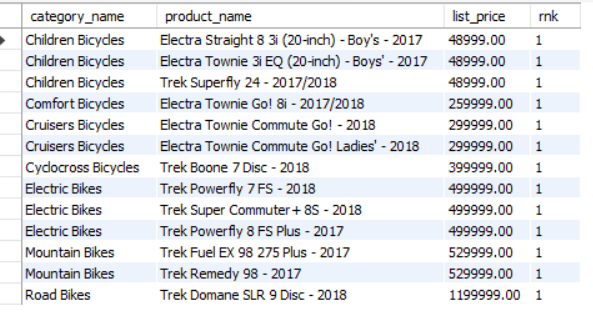 category_name product_name list_price rnk
Children Bicycles Electra Straight 8 3i (20-inch) - Boy's - 2017 48999.00 1
Children Bicycles Electra Townie 3i EQ (20-inch) - Boys' - 2017 48999.00 1
Children Bicycles Trek Superfly 24 - 2017/2018 48999.00 1
Comfort Bicycles Electra Townie Go! 8i - 2017/2018 259999.00 1
Cruisers Bicycles Electra Townie Commute Go! - 2018 299999.00 1
Cruisers Bicycles Electra Townie Commute Go! Ladies' - 2018 299999.00 1
Cyclocross Bicycles Trek Boone 7 Disc - 2018 399999.00 1
Electric Bikes Trek Powerfly 7 FS - 2018 499999.00 1
Electric Bikes Trek Super Commuter+ 8S - 2018 499999.00 1
Electric Bikes Trek Powerfly 8 FS Plus - 2017 499999.00 1
Mountain Bikes Trek Fuel EX 98 275 Plus - 2017 529999.00 1
Mountain Bikes Trek Remedy 98 - 2017 529999.00 1
Road Bikes Trek Domane SLR 9 Disc - 2018 1199999.00 1